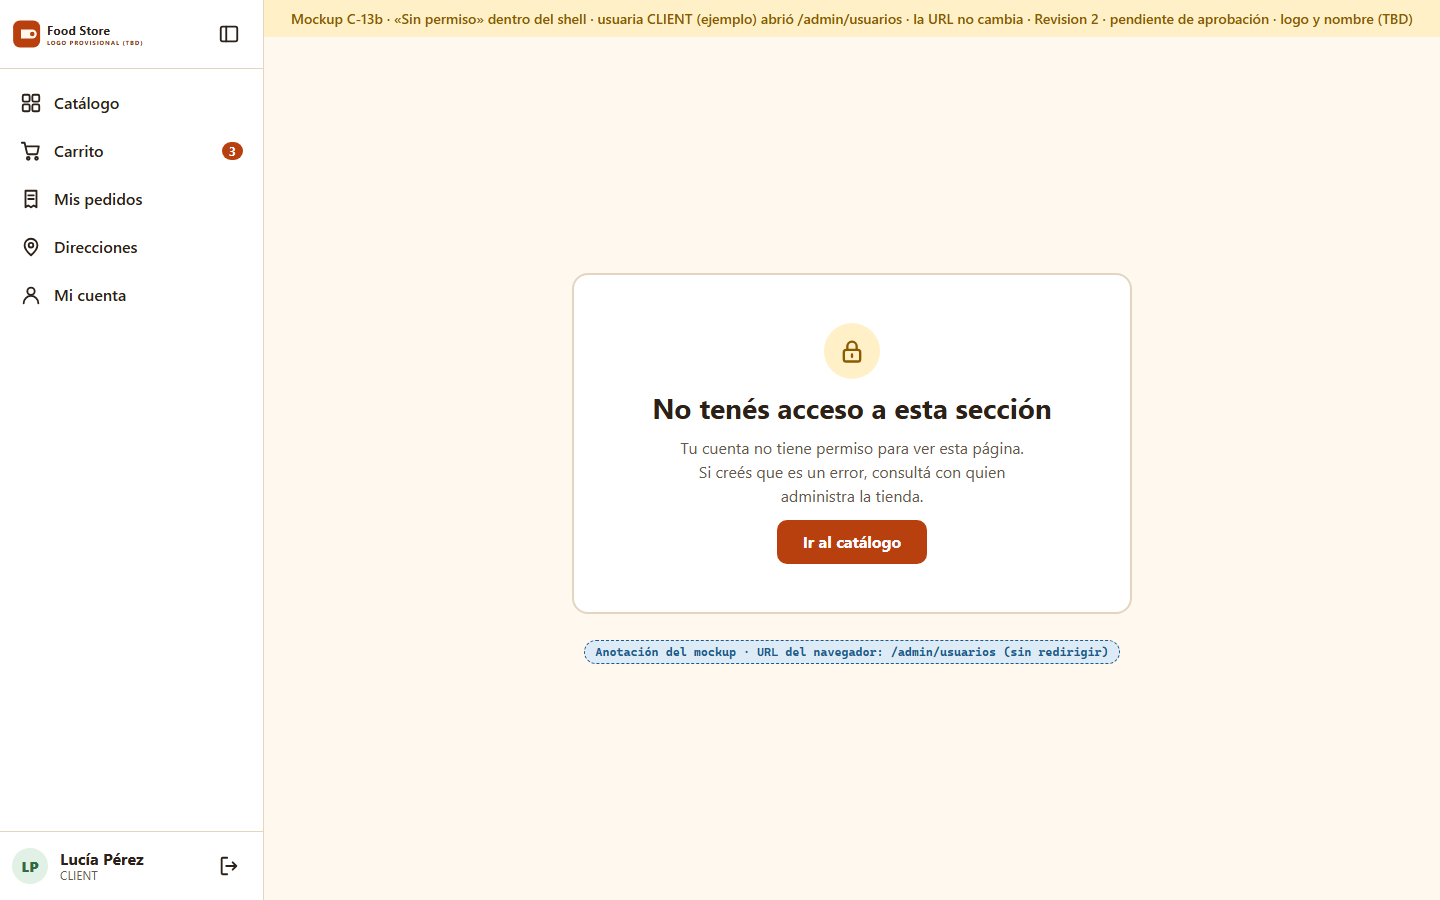 Food Store
LOGO PROVISIONAL (TBD)
Mockup C-13b · «Sin permiso» dentro del shell · usuaria CLIENT (ejemplo) abrió /admin/usuarios · la URL no cambia · Revision 2 · pendiente de aprobación · logo y nombre (TBD)
Catálogo
Carrito
3
Mis pedidos
Direcciones
Mi cuenta
No tenés acceso a esta sección
Tu cuenta no tiene permiso para ver esta página.
Si creés que es un error, consultá con quien
administra la tienda.
Ir al catálogo
Anotación del mockup · URL del navegador: /admin/usuarios (sin redirigir)
LP
Lucía Pérez
CLIENT